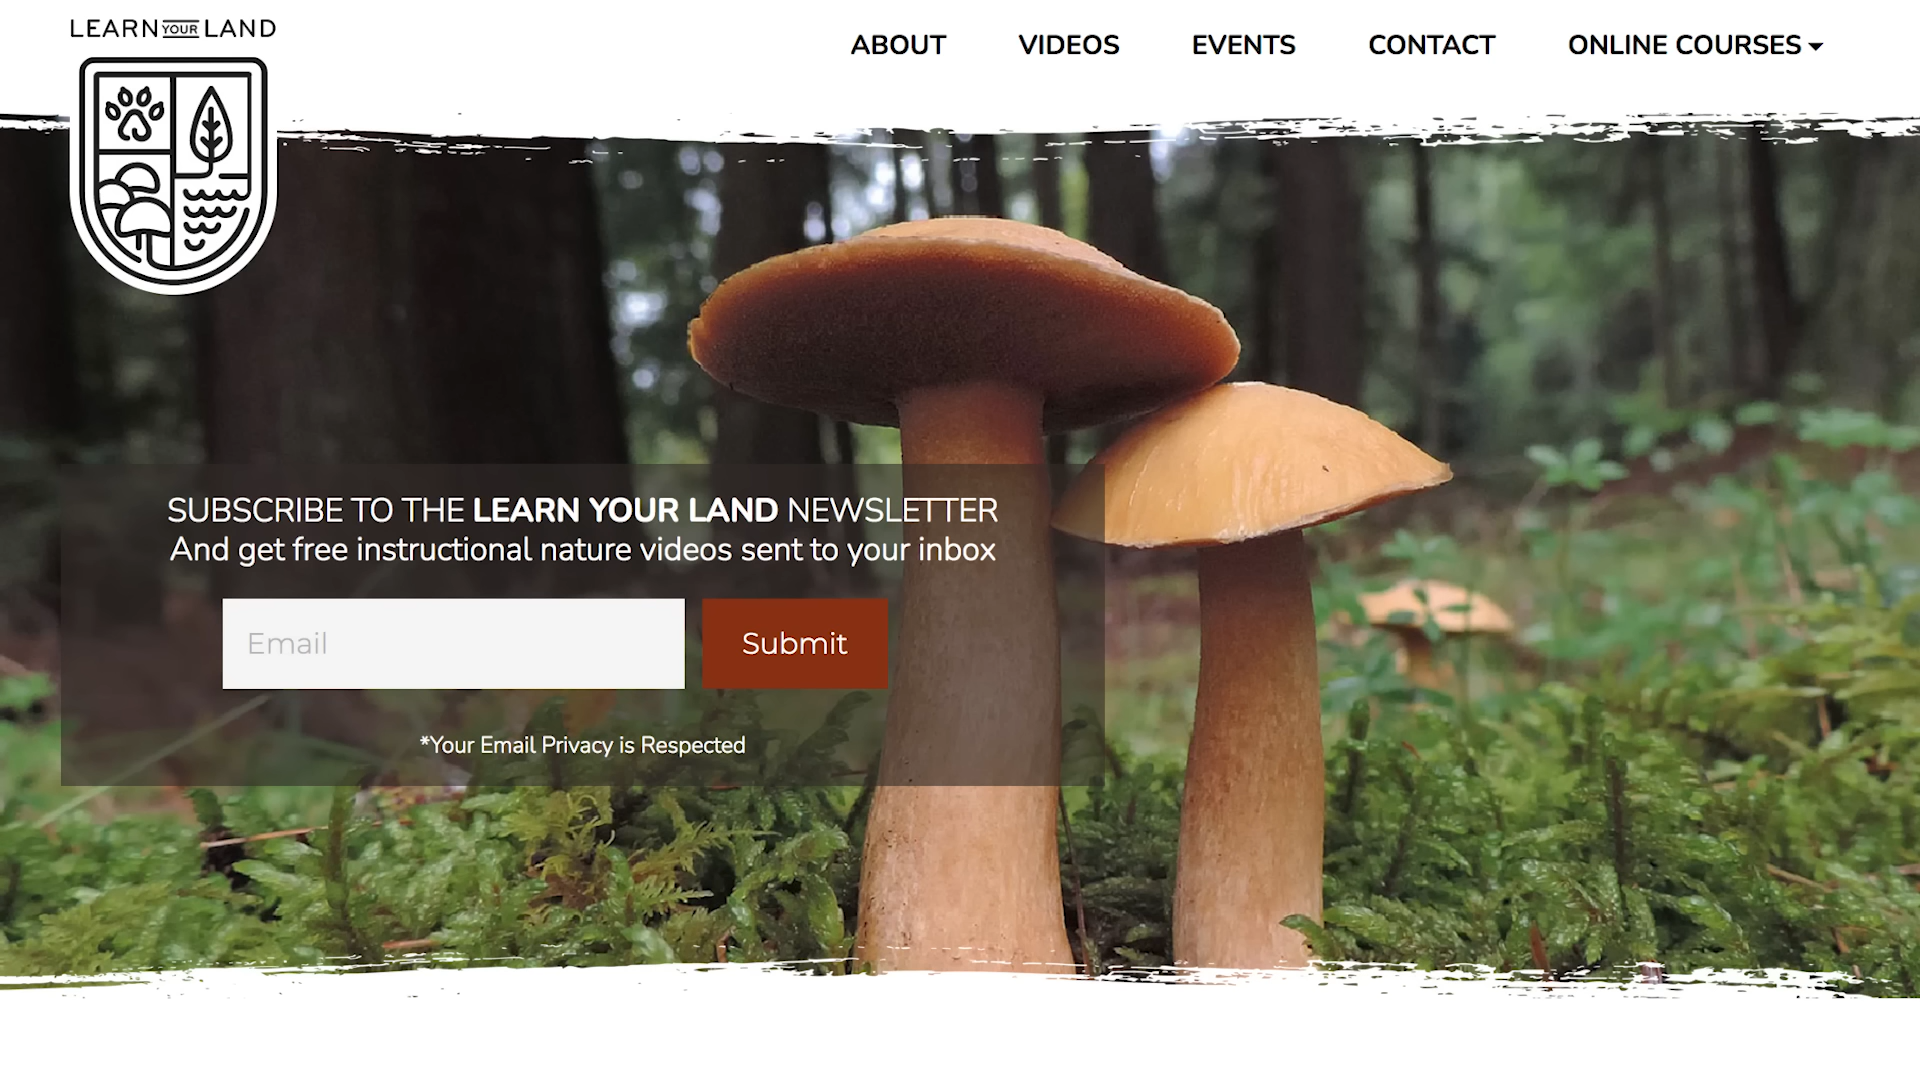 LEARN YOUR LAND
ABOUT VIDEOS EVENTS CONTACT ONLINE COURSES
SUBSCRIBE TO THE LEARN YOUR LAND NEWSLETTER
And get free instructional nature videos sent to your inbox
Email Submit
*Your Email Privacy is Respected